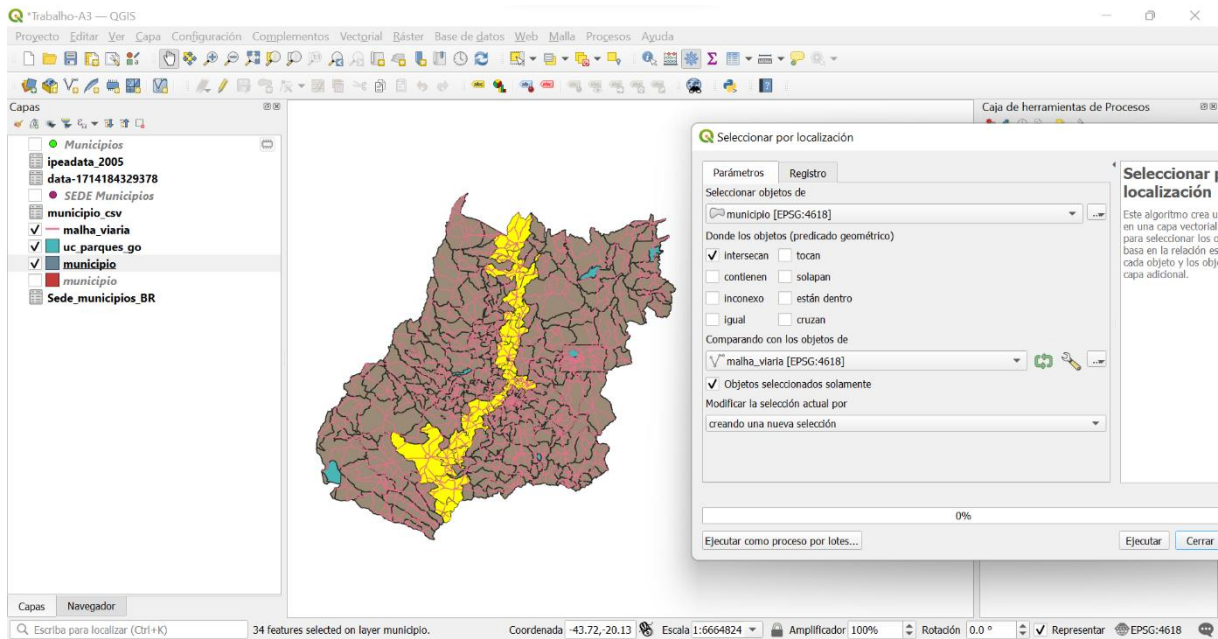 *Trabalho-A3 — QGIS
Proyecto Editar Ver Capa Configuración Complementos Vectorial Ráster Base de datos Web Malla Procesos Ayuda
Capas
Municipios
ipeadata_2005
data-1714184329378
SEDE Municipios
municipio_csv
malha_viaria
uc_parques_go
municipio
municipio
Sede_municipios_BR
Caja de herramientas de Procesos
Seleccionar por localización
Parámetros Registro
Seleccionar objetos de
municipio [EPSG:4618]
Donde los objetos (predicado geométrico)
intersecan tocan
contienen solapan
inconexo están dentro
igual cruzan
Comparando con los objetos de
malha_viaria [EPSG:4618]
Objetos seleccionados solamente
Modificar la selección actual por
creando una nueva selección
0%
Ejecutar como proceso por lotes... Ejecutar Cerrar
Seleccionar p
localización
Este algoritmo crea u
en una capa vectorial
para seleccionar los o
basa en la relación es
cada objeto y los obje
capa adicional.
Capas Navegador
Escriba para localizar (Ctrl+K) 34 features selected on layer municipio. Coordenada -43.72,-20.13 Escala 1:6664824 Amplificador 100% Rotación 0.0 ° Representar EPSG:4618